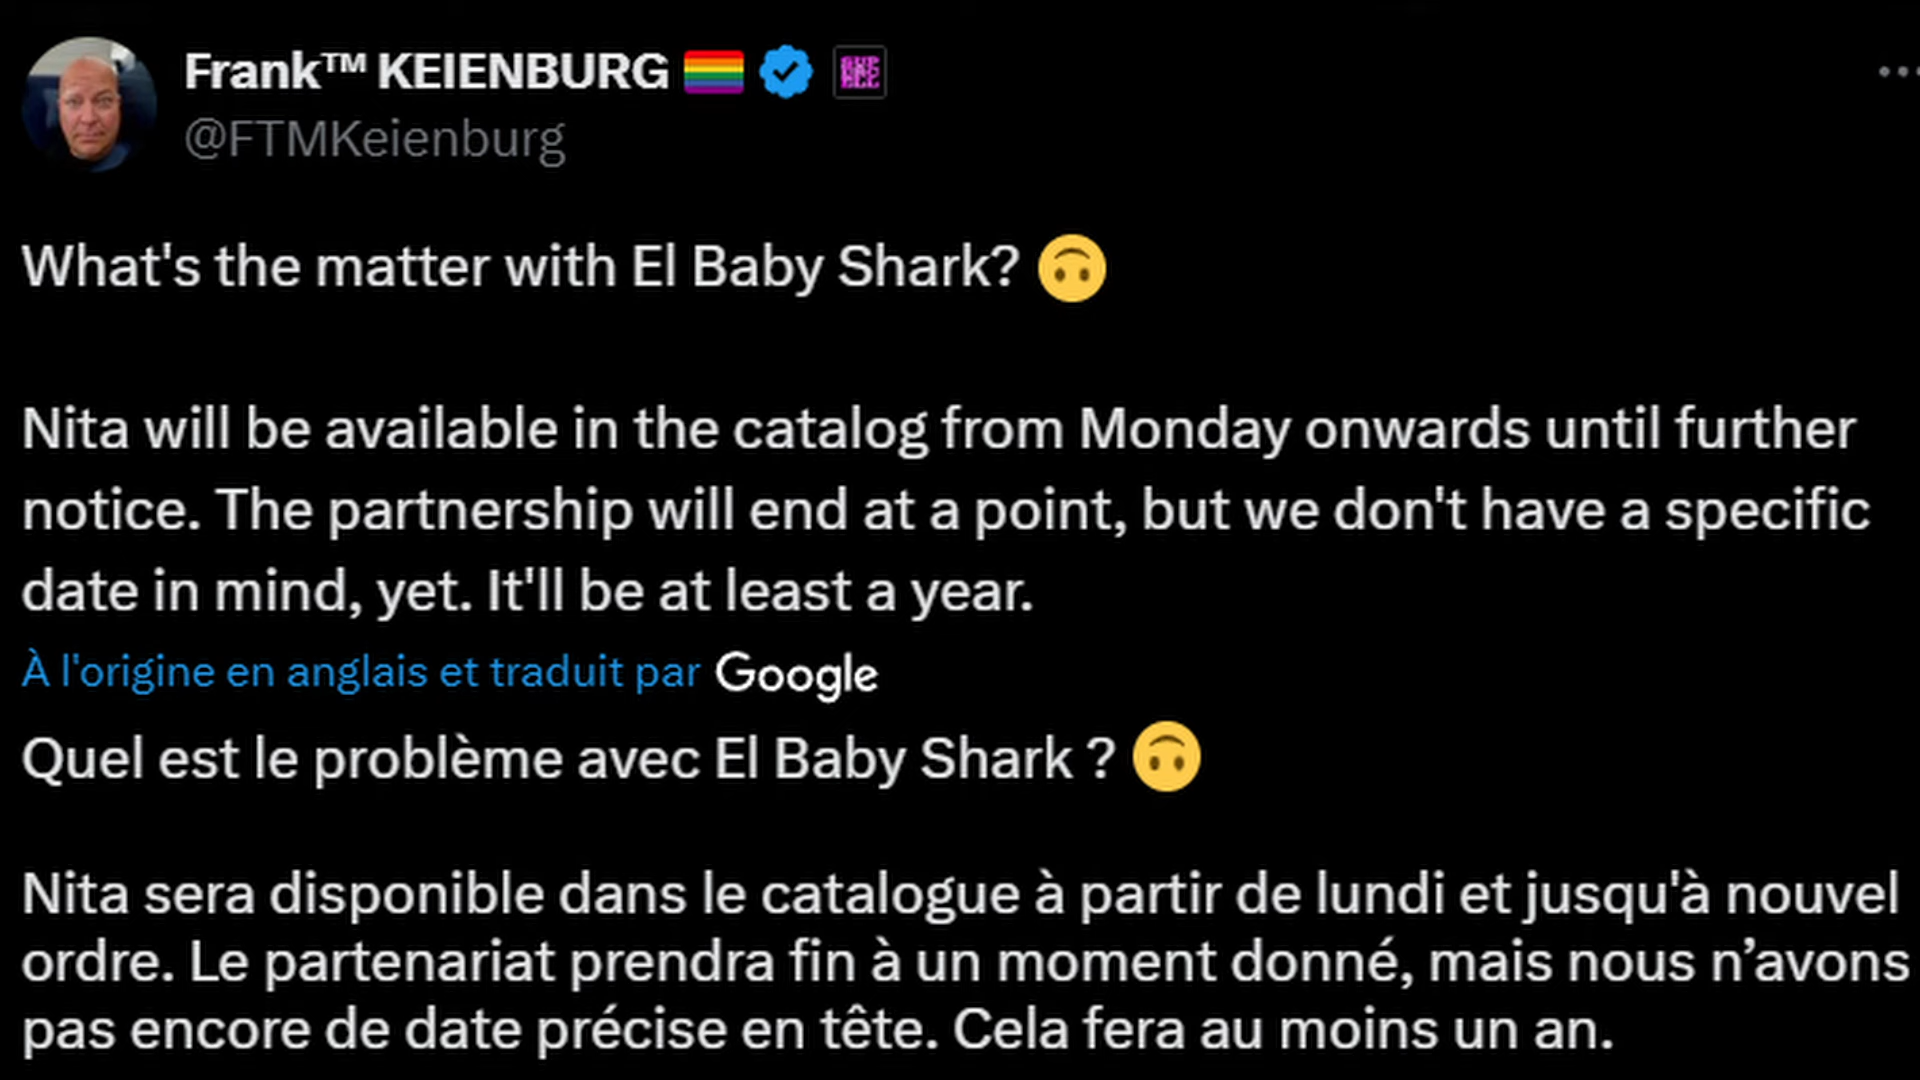 Frank™ KEIENBURG 🏳️‍🌈
@FTMKeienburg
What's the matter with El Baby Shark? 🙃
Nita will be available in the catalog from Monday onwards until further
notice. The partnership will end at a point, but we don't have a specific
date in mind, yet. It'll be at least a year.
À l'origine en anglais et traduit par Google
Quel est le problème avec El Baby Shark ? 🙃
Nita sera disponible dans le catalogue à partir de lundi et jusqu'à nouvel
ordre. Le partenariat prendra fin à un moment donné, mais nous n’avons
pas encore de date précise en tête. Cela fera au moins un an.